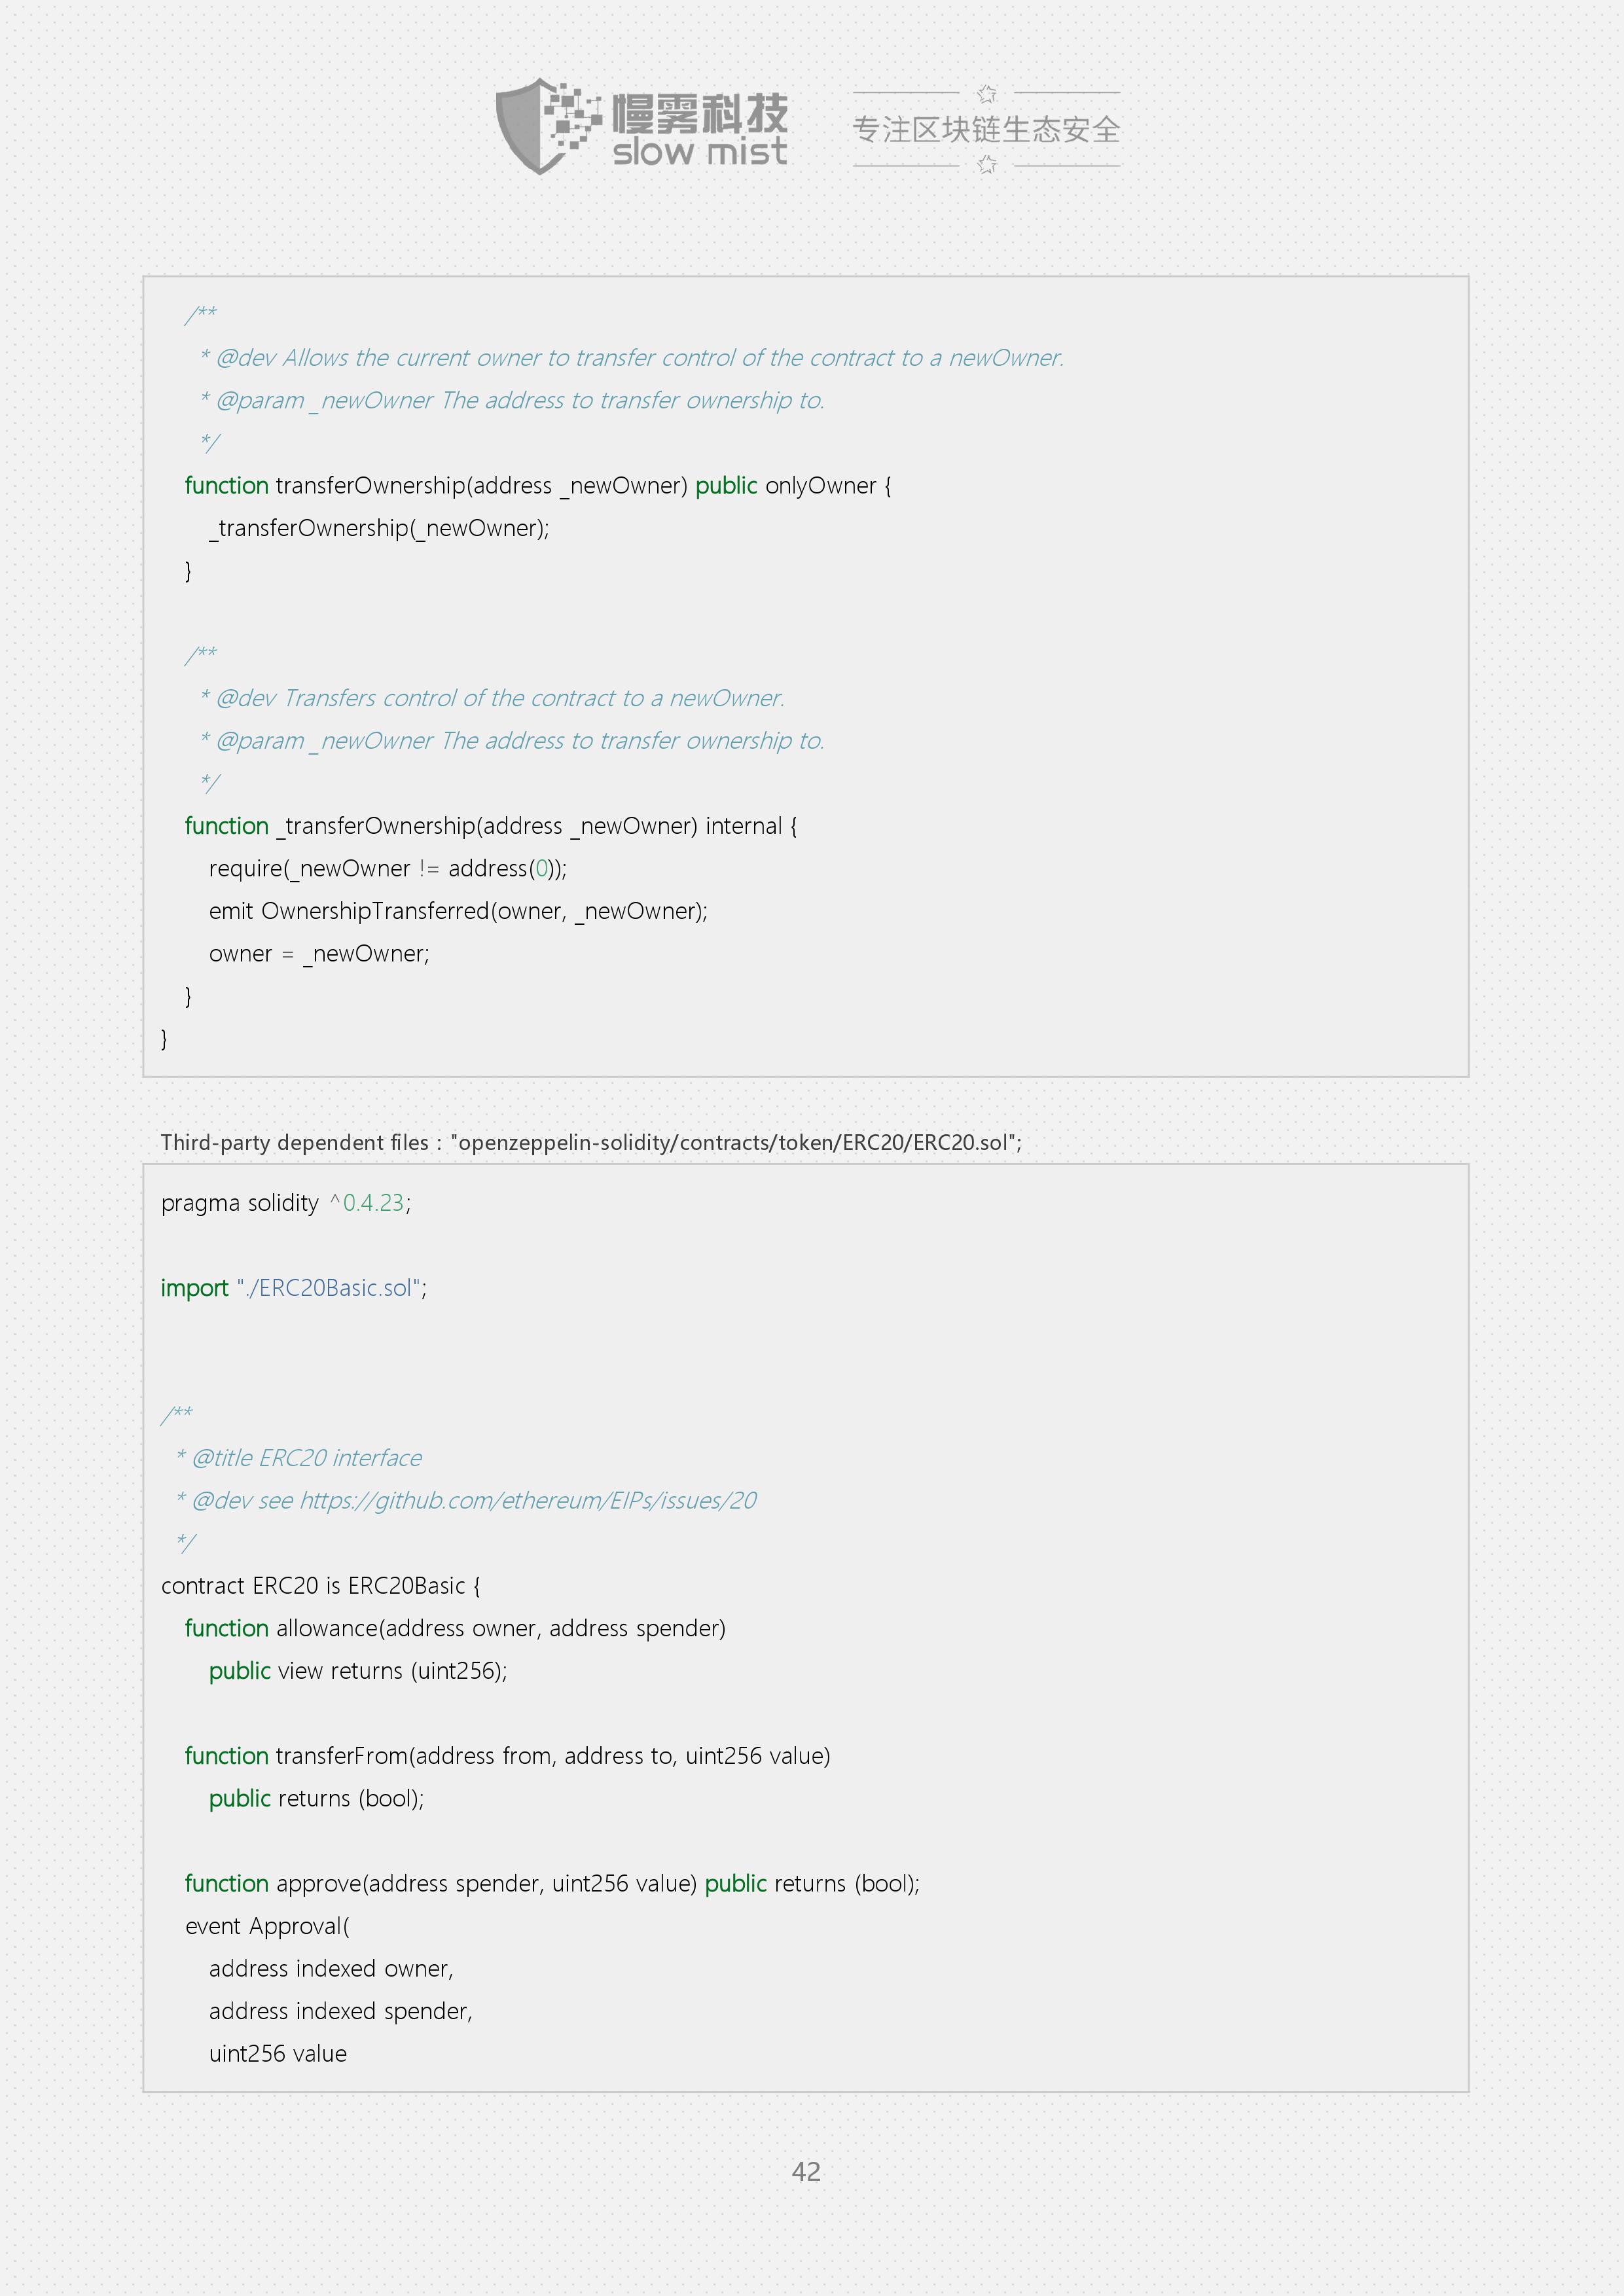 慢雾科技
slow mist
专注区块链生态安全
/**
* @dev Allows the current owner to transfer control of the contract to a newOwner.
* @param _newOwner The address to transfer ownership to.
*/
function transferOwnership(address _newOwner) public onlyOwner {
_transferOwnership(_newOwner);
}
/**
* @dev Transfers control of the contract to a newOwner.
* @param _newOwner The address to transfer ownership to.
*/
function _transferOwnership(address _newOwner) internal {
require(_newOwner != address(0));
emit OwnershipTransferred(owner, _newOwner);
owner = _newOwner;
}
}
Third-party dependent files : "openzeppelin-solidity/contracts/token/ERC20/ERC20.sol";
pragma solidity ^0.4.23;
import "./ERC20Basic.sol";
/**
* @title ERC20 interface
* @dev see https://github.com/ethereum/EIPs/issues/20
*/
contract ERC20 is ERC20Basic {
function allowance(address owner, address spender)
public view returns (uint256);
function transferFrom(address from, address to, uint256 value)
public returns (bool);
function approve(address spender, uint256 value) public returns (bool);
event Approval(
address indexed owner,
address indexed spender,
uint256 value
42